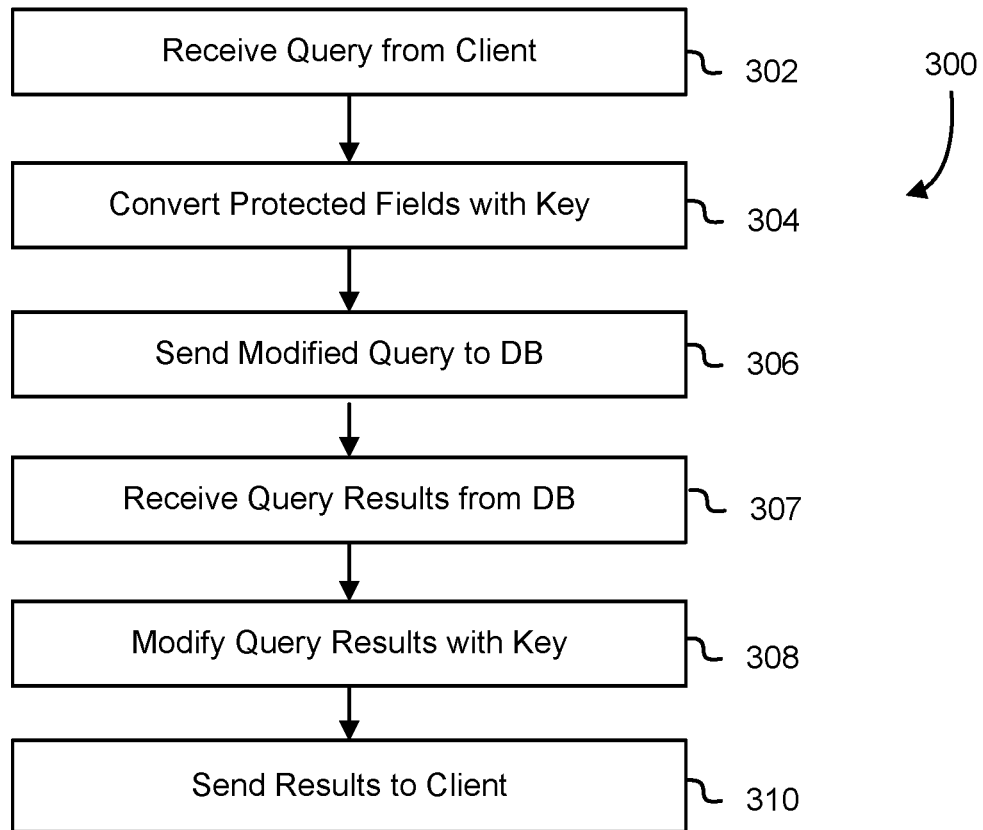 Receive Query from Client
302
300
Convert Protected Fields with Key
304
Send Modified Query to DB
306
Receive Query Results from DB
307
Modify Query Results with Key
308
Send Results to Client
310